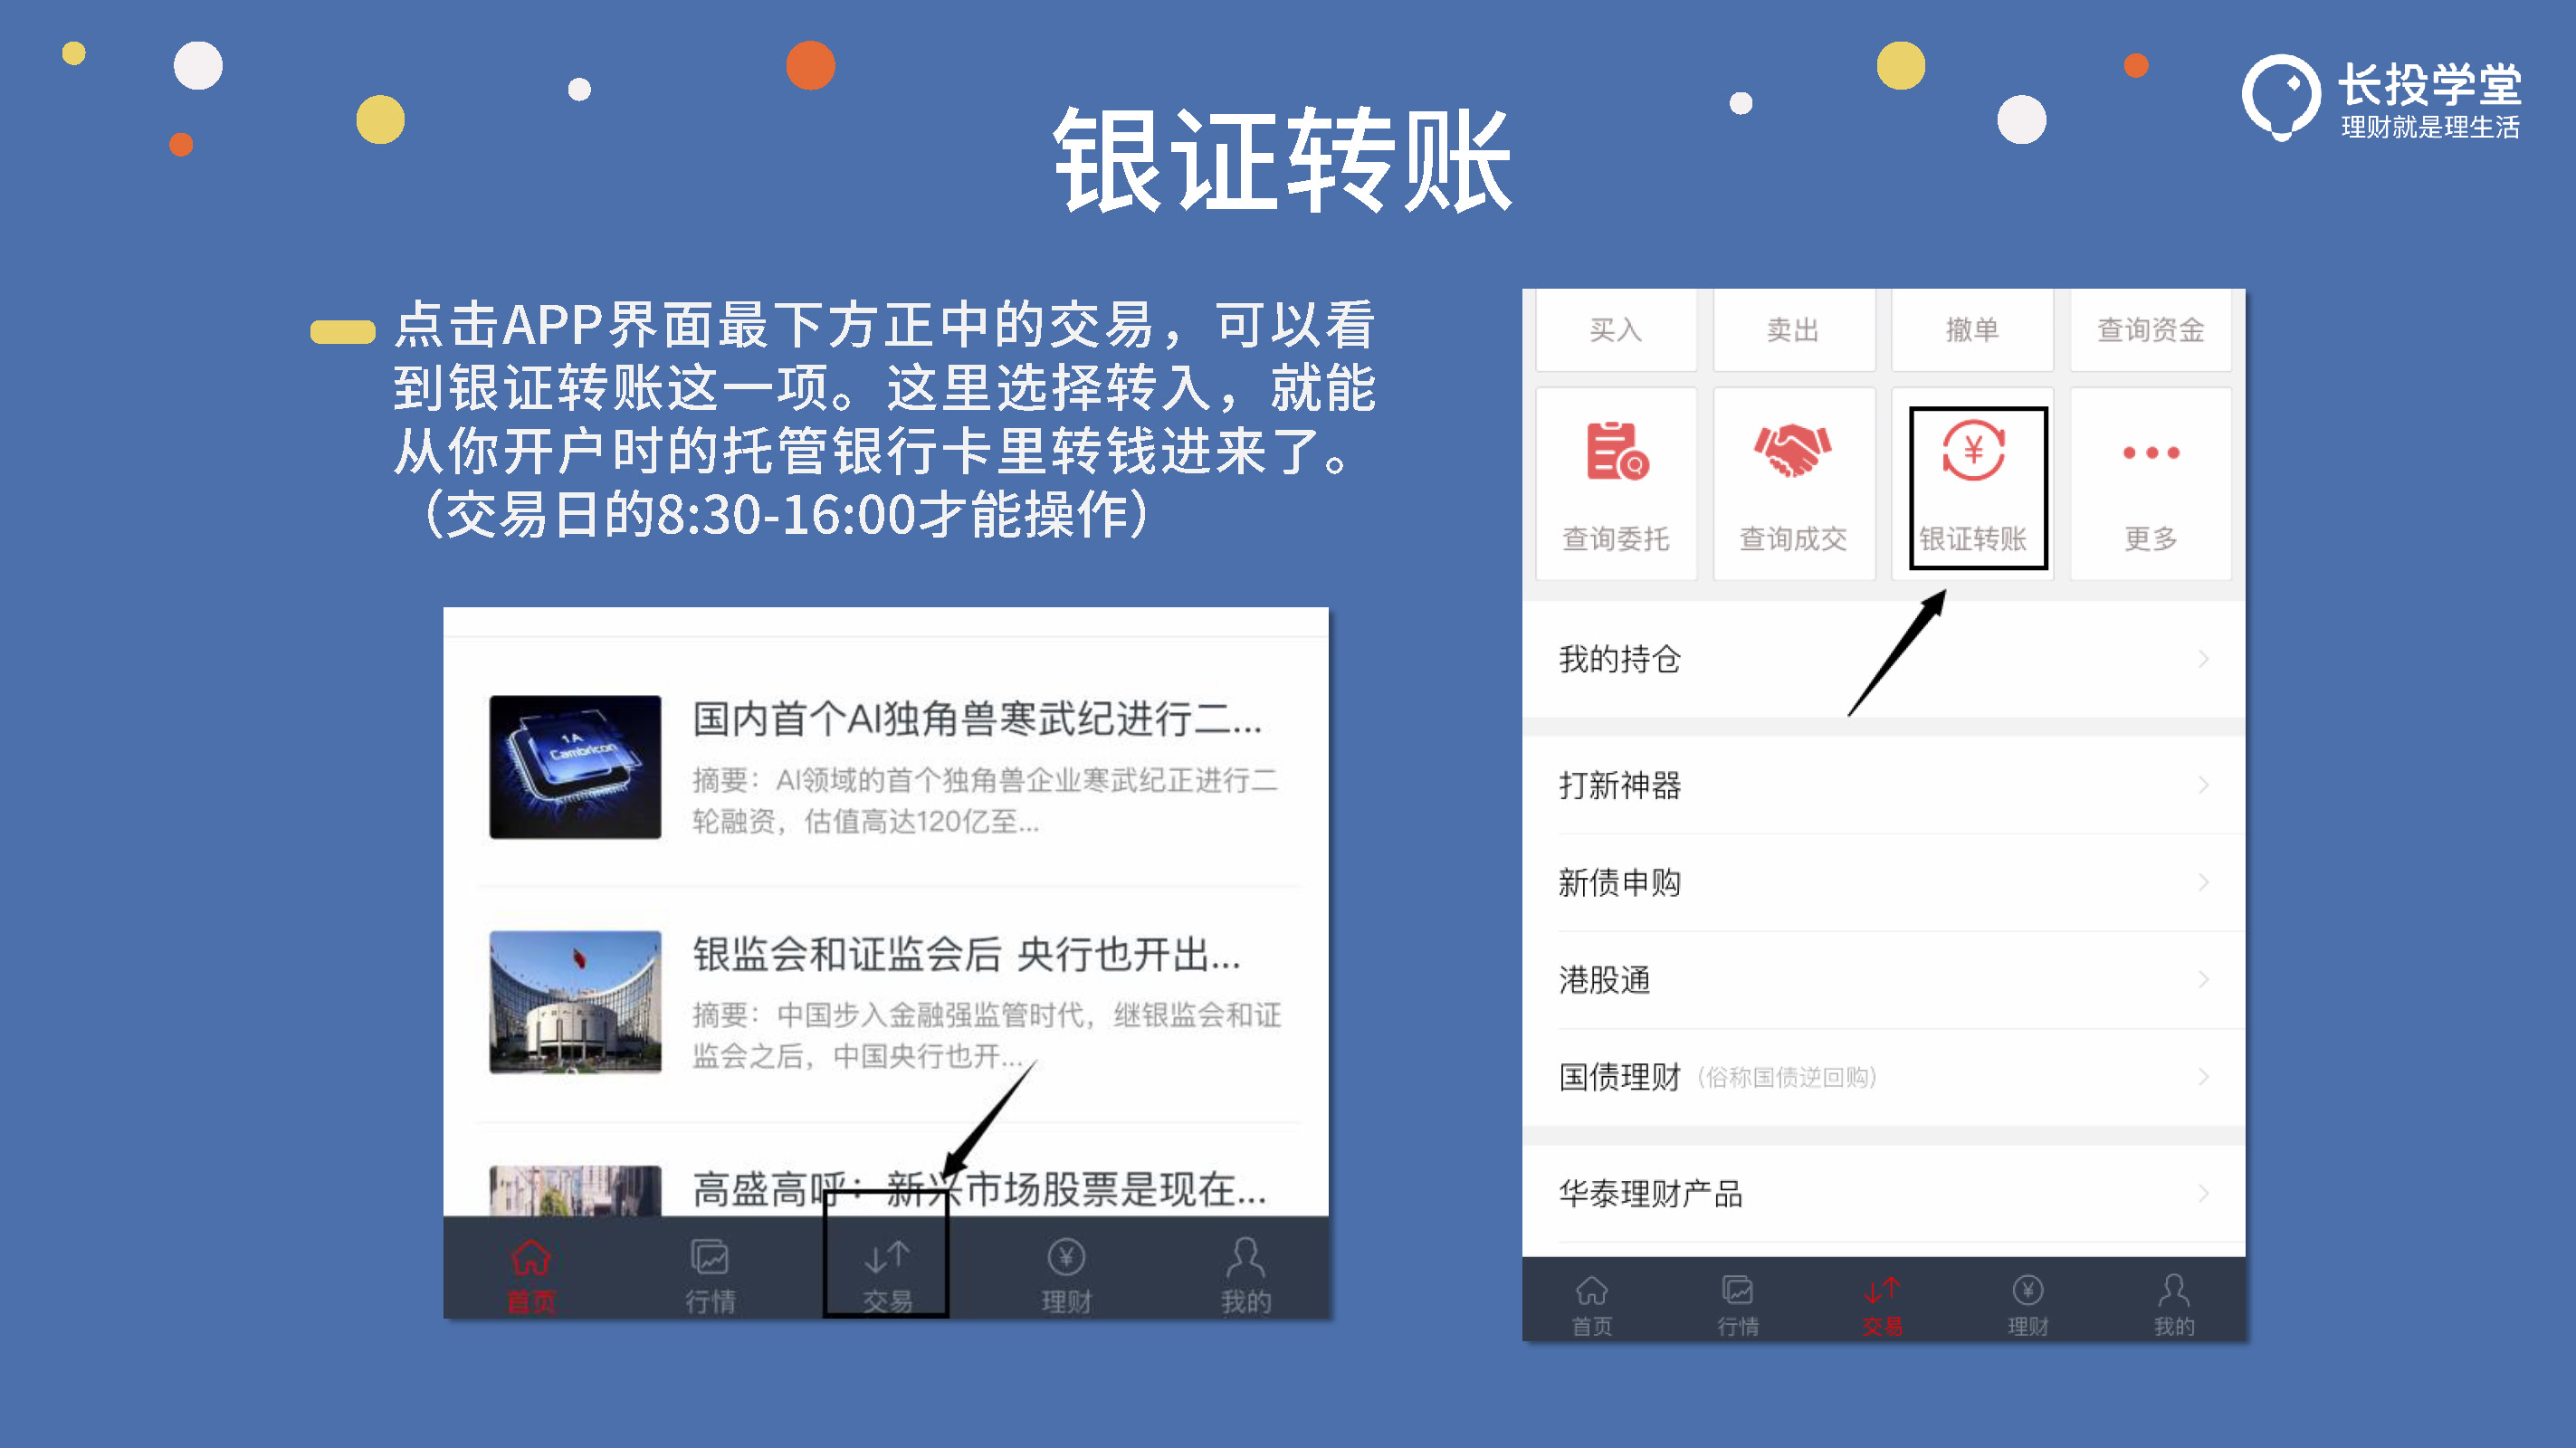 长投学堂
理财就是理生活
银证转账
点击APP界面最下方正中的交易，可以看
到银证转账这一项。这里选择转入，就能
从你开户时的托管银行卡里转钱进来了。
（交易日的8:30-16:00才能操作）
1A
Cambricon
国内首个AI独角兽寒武纪进行二...
摘要：AI领域的首个独角兽企业寒武纪正进行二
轮融资，估值高达120亿至...
银监会和证监会后 央行也开出...
摘要：中国步入金融强监管时代，继银监会和证
监会之后，中国央行也开...
高盛高呼：新兴市场股票是现在...
首页 行情 交易 理财 我的
买入 卖出 撤单 查询资金
查询委托 查询成交 银证转账 更多
我的持仓
打新神器
新债申购
港股通
国债理财（俗称国债逆回购）
华泰理财产品
首页 行情 交易 理财 我的